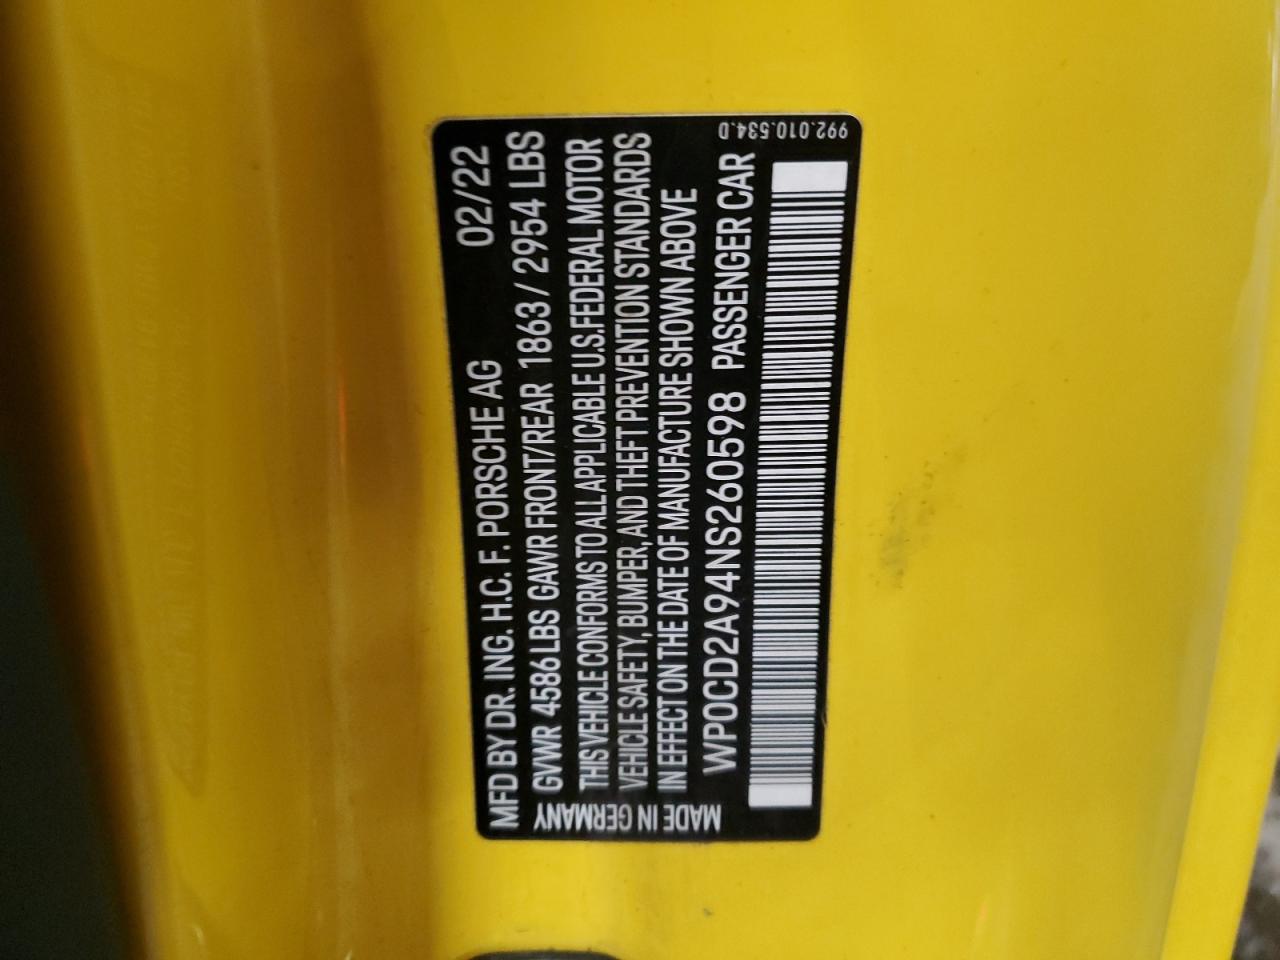 MFD BY DR. ING. H.C. F. PORSCHE AG 02/22
GVWR 4586 LBS GAWR FRONT/REAR 1863 / 2954 LBS
THIS VEHICLE CONFORMS TO ALL APPLICABLE U.S. FEDERAL MOTOR
VEHICLE SAFETY, BUMPER, AND THEFT PREVENTION STANDARDS
IN EFFECT ON THE DATE OF MANUFACTURE SHOWN ABOVE
WP0CD2A94NS260598 PASSENGER CAR
MADE IN GERMANY
992.010.534.D